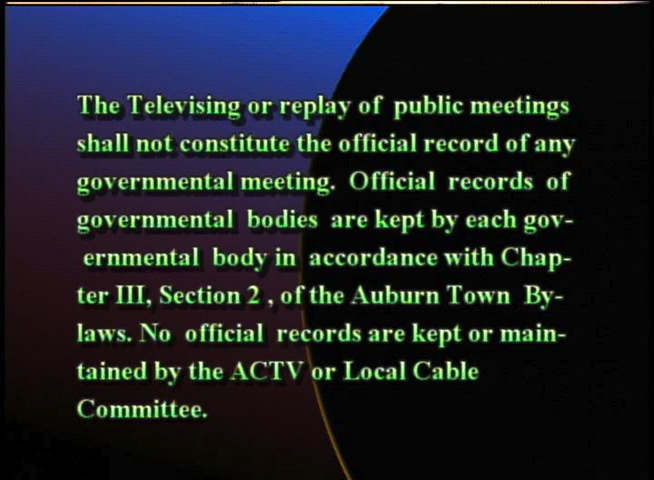 The Televising or replay of public meetings
shall not constitute the official record of any
governmental meeting. Official records of
governmental bodies are kept by each gov-
ernmental body in accordance with Chap-
ter III, Section 2 , of the Auburn Town By-
laws. No official records are kept or main-
tained by the ACTV or Local Cable
Committee.